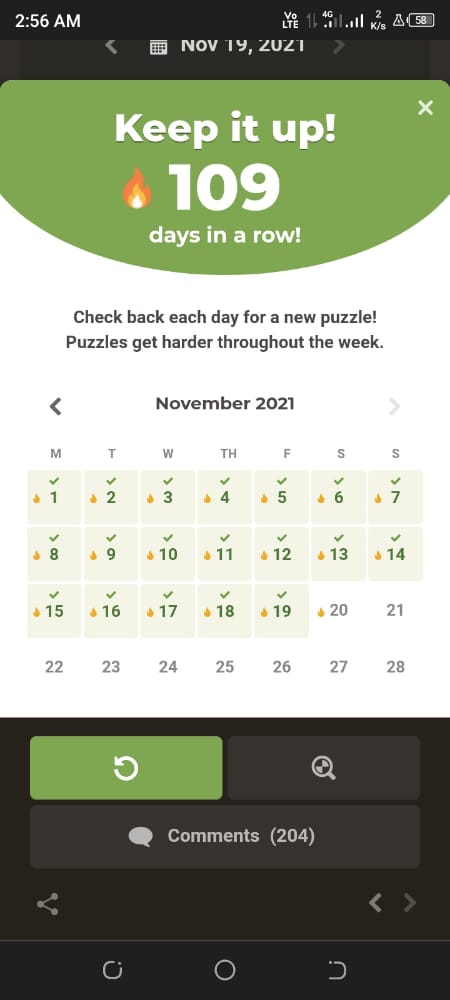 2:56 AM Vo LTE 4G 2 K/s 58
Nov 19, 2021
Keep it up!
109
days in a row!
Check back each day for a new puzzle!
Puzzles get harder throughout the week.
November 2021
M T W TH F S S
1 2 3 4 5 6 7
8 9 10 11 12 13 14
15 16 17 18 19 20 21
22 23 24 25 26 27 28
Comments (204)